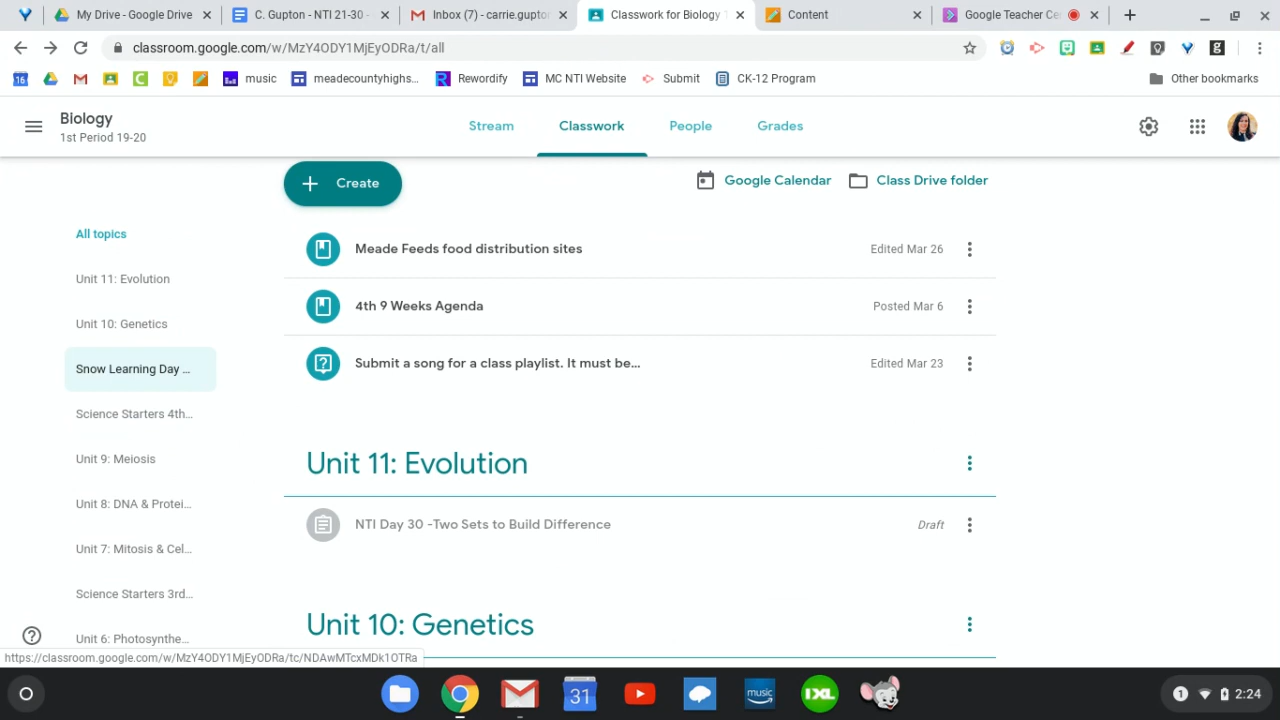 My Drive - Google Drive
C. Gupton - NTI 21-30 -
Inbox (7) - carrie.gupto
Classwork for Biology
Content
Google Teacher Ce
classroom.google.com/w/MzY4ODY1MjEyODRa/t/all
16
music
meadecountyhighs...
Rewordify
MC NTI Website
Submit
CK-12 Program
Other bookmarks
Biology
1st Period 19-20
Stream
Classwork
People
Grades
Create
Google Calendar
Class Drive folder
All topics
Unit 11: Evolution
Unit 10: Genetics
Snow Learning Day ...
Science Starters 4th...
Unit 9: Meiosis
Unit 8: DNA & Protei...
Unit 7: Mitosis & Cel...
Science Starters 3rd...
Unit 6: Photosynthe...
Meade Feeds food distribution sites
Edited Mar 26
4th 9 Weeks Agenda
Posted Mar 6
Submit a song for a class playlist. It must be...
Edited Mar 23
Unit 11: Evolution
NTI Day 30 -Two Sets to Build Difference
Draft
Unit 10: Genetics
https://classroom.google.com/w/MzY4ODY1MjEyODRa/tc/NDAwMTcxMDk1OTRa
31
music
IXL
1
2:24